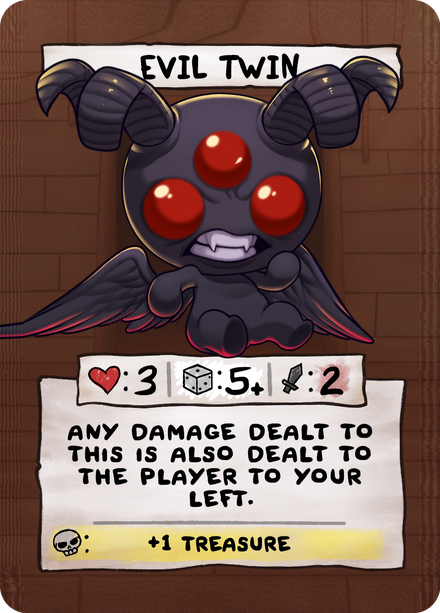 EVIL TWIN
:3 :5+ :2
ANY DAMAGE DEALT TO
THIS IS ALSO DEALT TO
THE PLAYER TO YOUR
LEFT.
: +1 TREASURE